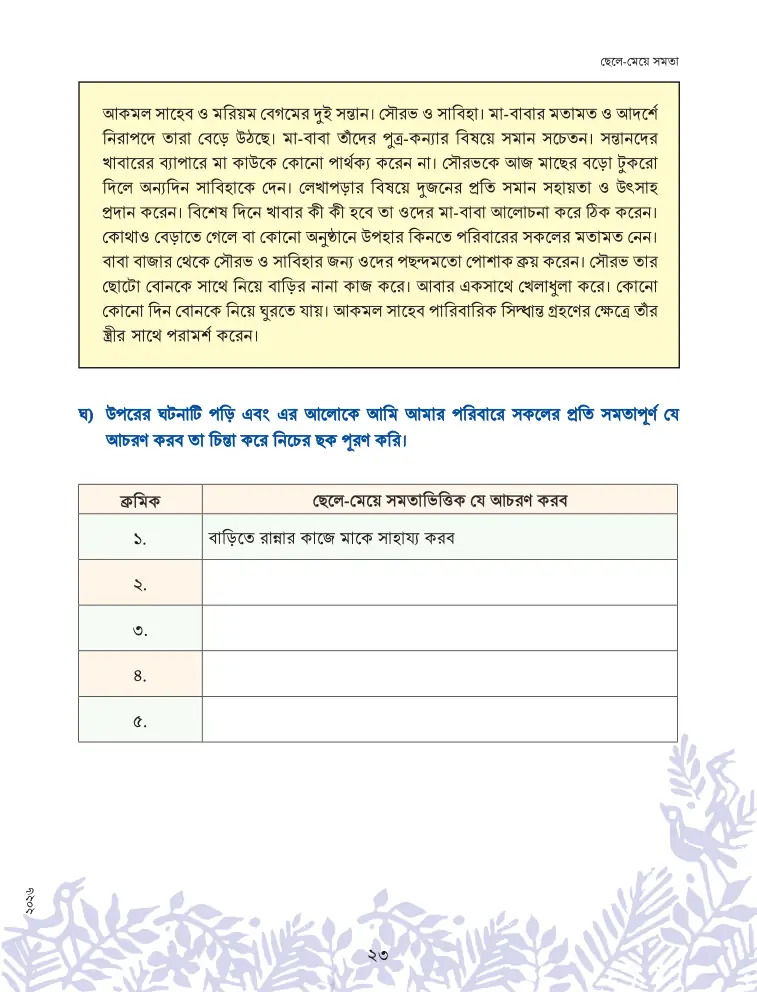 ছেলে-মেয়ে সমতা
আকমল সাহেব ও মরিয়ম বেগমের দুই সন্তান। সৌরভ ও সাবিহা। মা-বাবার মতামত ও আদর্শে
নিরাপদে তারা বেড়ে উঠছে। মা-বাবা তাঁদের পুত্র-কন্যার বিষয়ে সমান সচেতন। সন্তানদের
খাবারের ব্যাপারে মা কাউকে কোনো পার্থক্য করেন না। সৌরভকে আজ মাছের বড়ো টুকরো
দিলে অন্যদিন সাবিহাকে দেন। লেখাপড়ার বিষয়ে দুজনের প্রতি সমান সহায়তা ও উৎসাহ
প্রদান করেন। বিশেষ দিনে খাবার কী কী হবে তা ওদের মা-বাবা আলোচনা করে ঠিক করেন।
কোথাও বেড়াতে গেলে বা কোনো অনুষ্ঠানে উপহার কিনতে পরিবারের সকলের মতামত নেন।
বাবা বাজার থেকে সৌরভ ও সাবিহার জন্য ওদের পছন্দমতো পোশাক ক্রয় করেন। সৌরভ তার
ছোটো বোনকে সাথে নিয়ে বাড়ির নানা কাজ করে। আবার একসাথে খেলাধুলা করে। কোনো
কোনো দিন বোনকে নিয়ে ঘুরতে যায়। আকমল সাহেব পারিবারিক সিদ্ধান্ত গ্রহণের ক্ষেত্রে তাঁর
স্ত্রীর সাথে পরামর্শ করেন।
ঘ) উপরের ঘটনাটি পড়ি এবং এর আলোকে আমি আমার পরিবারে সকলের প্রতি সমতাপূর্ণ যে
আচরণ করব তা চিন্তা করে নিচের ছক পূরণ করি।
ক্রমিক ছেলে-মেয়ে সমতাভিত্তিক যে আচরণ করব
১. বাড়িতে রান্নার কাজে মাকে সাহায্য করব
২.
৩.
৪.
৫.
২০২৬
২৩